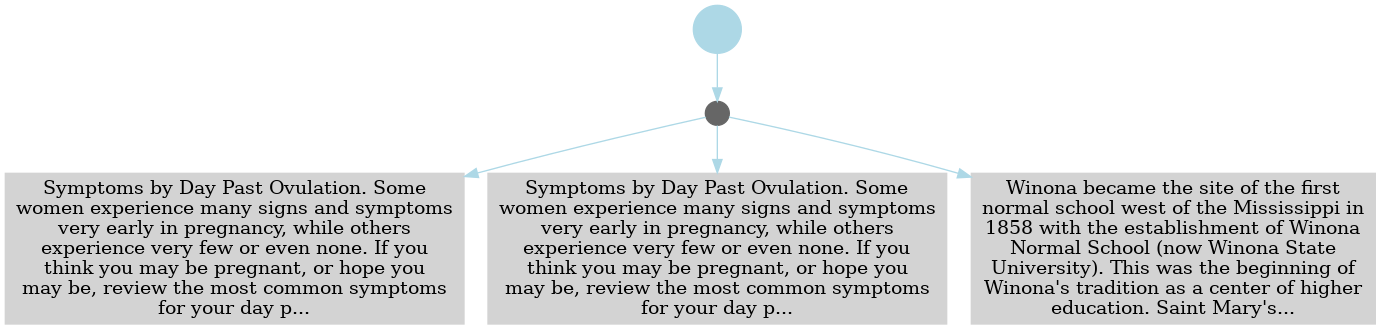 Symptoms by Day Past Ovulation. Some
women experience many signs and symptoms
very early in pregnancy, while others
experience very few or even none. If you
think you may be pregnant, or hope you
may be, review the most common symptoms
for your day p...
Symptoms by Day Past Ovulation. Some
women experience many signs and symptoms
very early in pregnancy, while others
experience very few or even none. If you
think you may be pregnant, or hope you
may be, review the most common symptoms
for your day p...
Winona became the site of the first
normal school west of the Mississippi in
1858 with the establishment of Winona
Normal School (now Winona State
University). This was the beginning of
Winona's tradition as a center of higher
education. Saint Mary's...